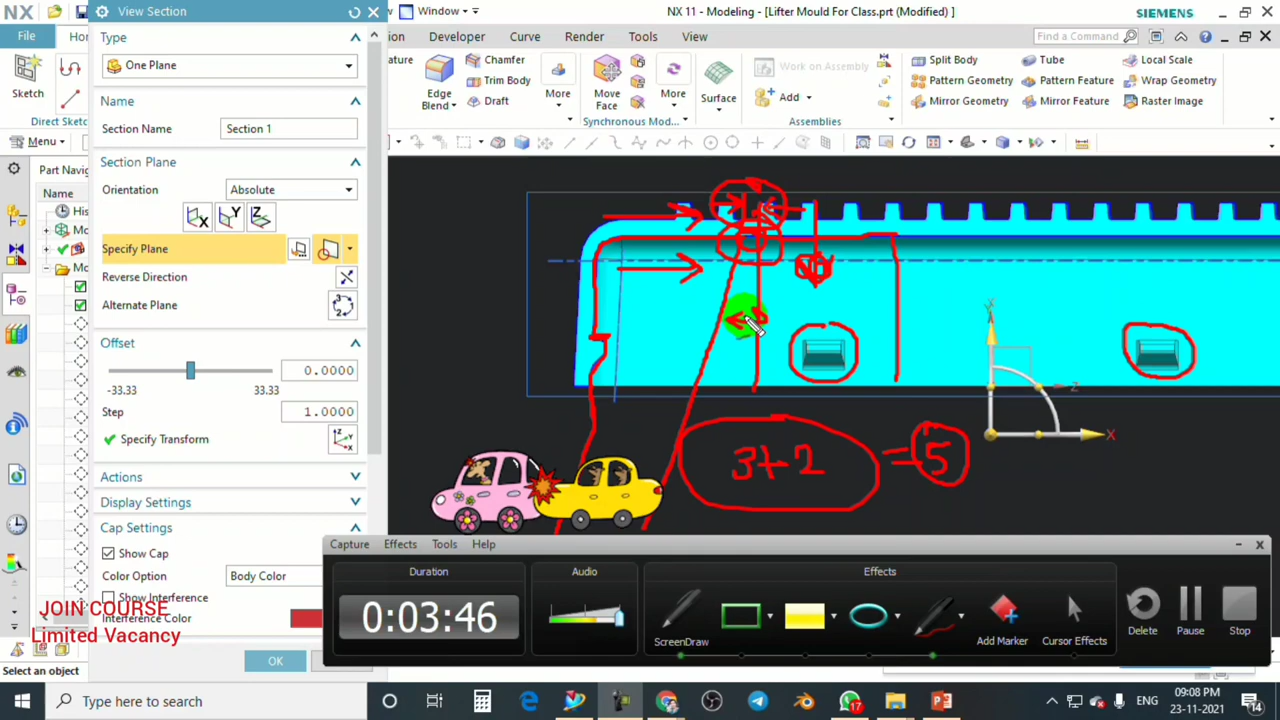 NX
View Section
Window
NX 11 - Modeling - [Lifter Mould For Class.prt (Modified) ]
SIEMENS
File
Developer
Curve
Render
Tools
View
Find a Command
Type
One Plane
Name
Section Name
Section 1
Section Plane
Orientation
Absolute
Specify Plane
Reverse Direction
Alternate Plane
Offset
0.0000
-33.33
33.33
Step
1.0000
Specify Transform
Actions
Display Settings
Cap Settings
Show Cap
Color Option
Body Color
Show Interference
Interference Color
OK
Sketch
Direct Sketc
Menu
Part Navig
Name
Edge
Blend
Chamfer
Trim Body
Draft
More
Move
Face
More
Synchronous Mod...
Surface
Work on Assembly
Add
Assemblies
Split Body
Pattern Geometry
Mirror Geometry
Tube
Pattern Feature
Mirror Feature
Local Scale
Wrap Geometry
Raster Image
X
Z
X
3+2 = 5
JOIN COURSE
Limited Vacancy
Select an object
Capture
Effects
Tools
Help
Duration
Audio
Effects
0:03:46
ScreenDraw
Add Marker
Cursor Effects
Delete
Pause
Stop
Type here to search
17
ENG
09:08 PM
23-11-2021
14